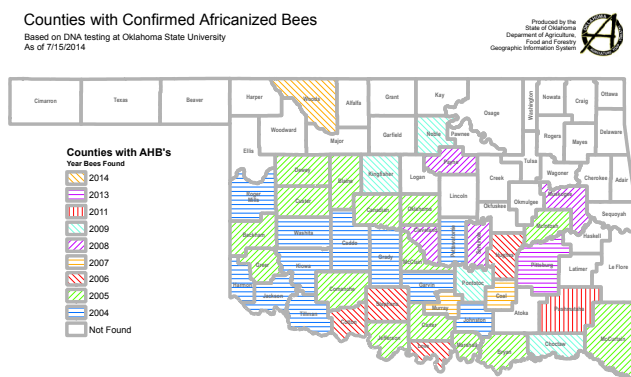 Counties with Confirmed Africanized Bees
Based on DNA testing at Oklahoma State University
As of 7/15/2014
Produced by the
State of Oklahoma
Deparment of Agriculture,
Food and Forestry
Geographic Information System
Cimarron
Texas
Beaver
Harper
Woods
Alfalfa
Grant
Kay
Osage
Washington
Nowata
Craig
Ottawa
Woodward
Major
Garfield
Noble
Pawnee
Rogers
Mayes
Delaware
Ellis
Dewey
Blaine
Kingfisher
Logan
Payne
Creek
Tulsa
Wagoner
Cherokee
Adair
Roger
Mills
Custer
Canadian
Oklahoma
Lincoln
Okfuskee
Okmulgee
Muskogee
Sequoyah
Beckham
Washita
Caddo
Grady
Cleveland
Pottawatomie
Seminole
Hughes
McIntosh
Haskell
Greer
Kiowa
McClain
Pittsburg
Latimer
Le Flore
Harmon
Jackson
Comanche
Garvin
Pontotoc
Coal
Tillman
Cotton
Stephens
Murray
Johnston
Atoka
Pushmataha
McCurtain
Jefferson
Carter
Love
Marshall
Bryan
Choctaw
Counties with AHB's
Year Bees Found
2014
2013
2011
2009
2008
2007
2006
2005
2004
Not Found